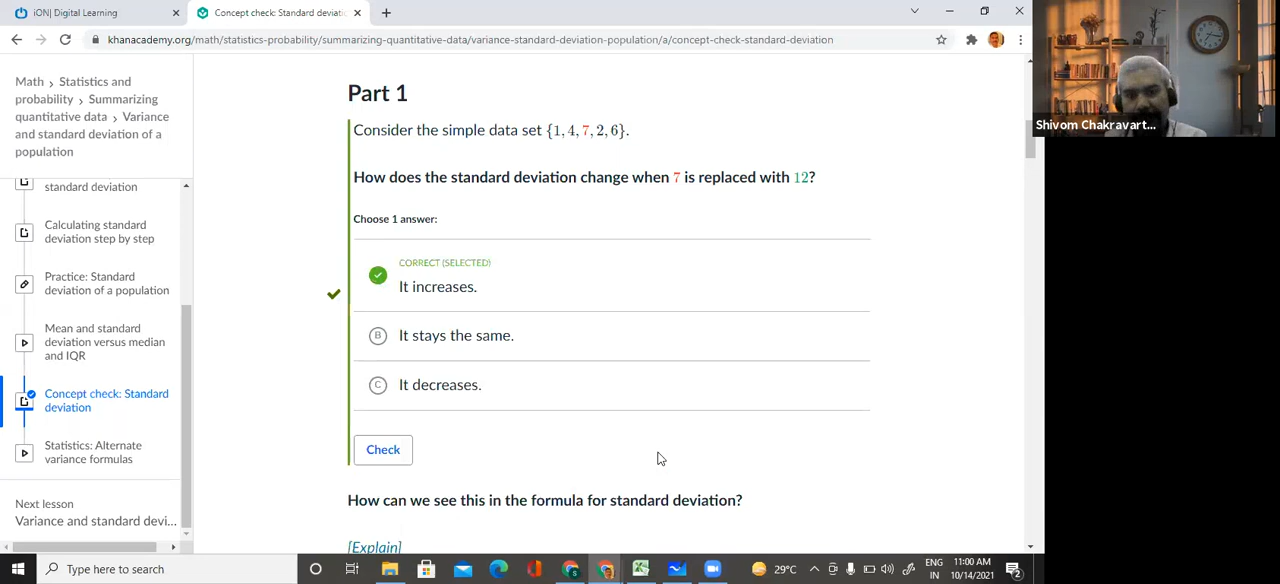 iON| Digital Learning
Concept check: Standard deviati
khanacademy.org/math/statistics-probability/summarizing-quantitative-data/variance-standard-deviation-population/a/concept-check-standard-deviation
Math > Statistics and
probability > Summarizing
quantitative data > Variance
and standard deviation of a
population
standard deviation
Calculating standard
deviation step by step
Practice: Standard
deviation of a population
Mean and standard
deviation versus median
and IQR
Concept check: Standard
deviation
Statistics: Alternate
variance formulas
Next lesson
Variance and standard devi...
Part 1
Consider the simple data set {1, 4, 7, 2, 6}.
How does the standard deviation change when 7 is replaced with 12?
Choose 1 answer:
CORRECT (SELECTED)
It increases.
B It stays the same.
C It decreases.
Check
How can we see this in the formula for standard deviation?
[Explain]
Shivom Chakravart...
Type here to search
29°C
ENG
IN
11:00 AM
10/14/2021
2